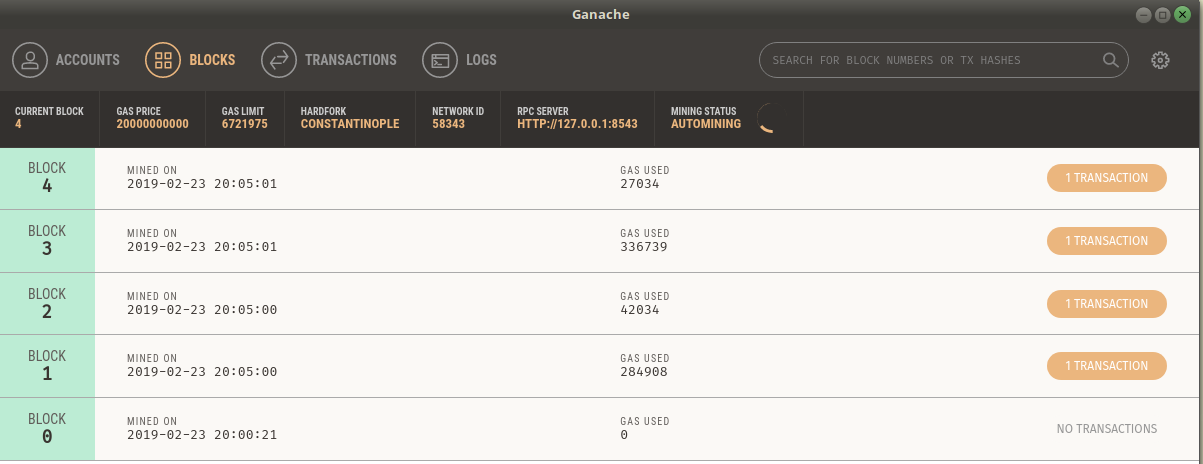 Ganache
ACCOUNTS BLOCKS TRANSACTIONS LOGS SEARCH FOR BLOCK NUMBERS OR TX HASHES
CURRENT BLOCK GAS PRICE GAS LIMIT HARDFORK NETWORK ID RPC SERVER MINING STATUS
4 20000000000 6721975 CONSTANTINOPLE 58343 HTTP://127.0.0.1:8543 AUTOMINING
BLOCK MINED ON GAS USED
4 2019-02-23 20:05:01 27034 1 TRANSACTION
BLOCK MINED ON GAS USED
3 2019-02-23 20:05:01 336739 1 TRANSACTION
BLOCK MINED ON GAS USED
2 2019-02-23 20:05:00 42034 1 TRANSACTION
BLOCK MINED ON GAS USED
1 2019-02-23 20:05:00 284908 1 TRANSACTION
BLOCK MINED ON GAS USED
0 2019-02-23 20:00:21 0 NO TRANSACTIONS